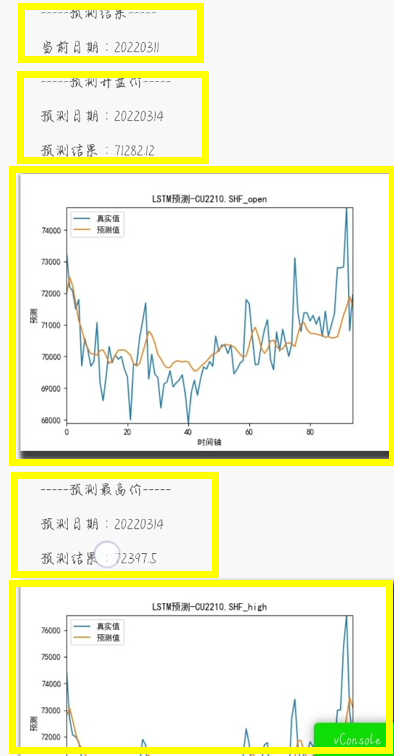 -----预测结果-----
当前日期：20220311
-----预测开盘价-----
预测日期：20220314
预测结果：71282.12
LSTM预测-CU2210.SHF_open
真实值
预测值
74000
73000
72000
71000
70000
69000
68000
预测
0 20 40 60 80
时间轴
-----预测最高价-----
预测日期：20220314
预测结果：72397.5
LSTM预测-CU2210.SHF_high
真实值
预测值
76000
75000
74000
73000
72000
预测
vConsole